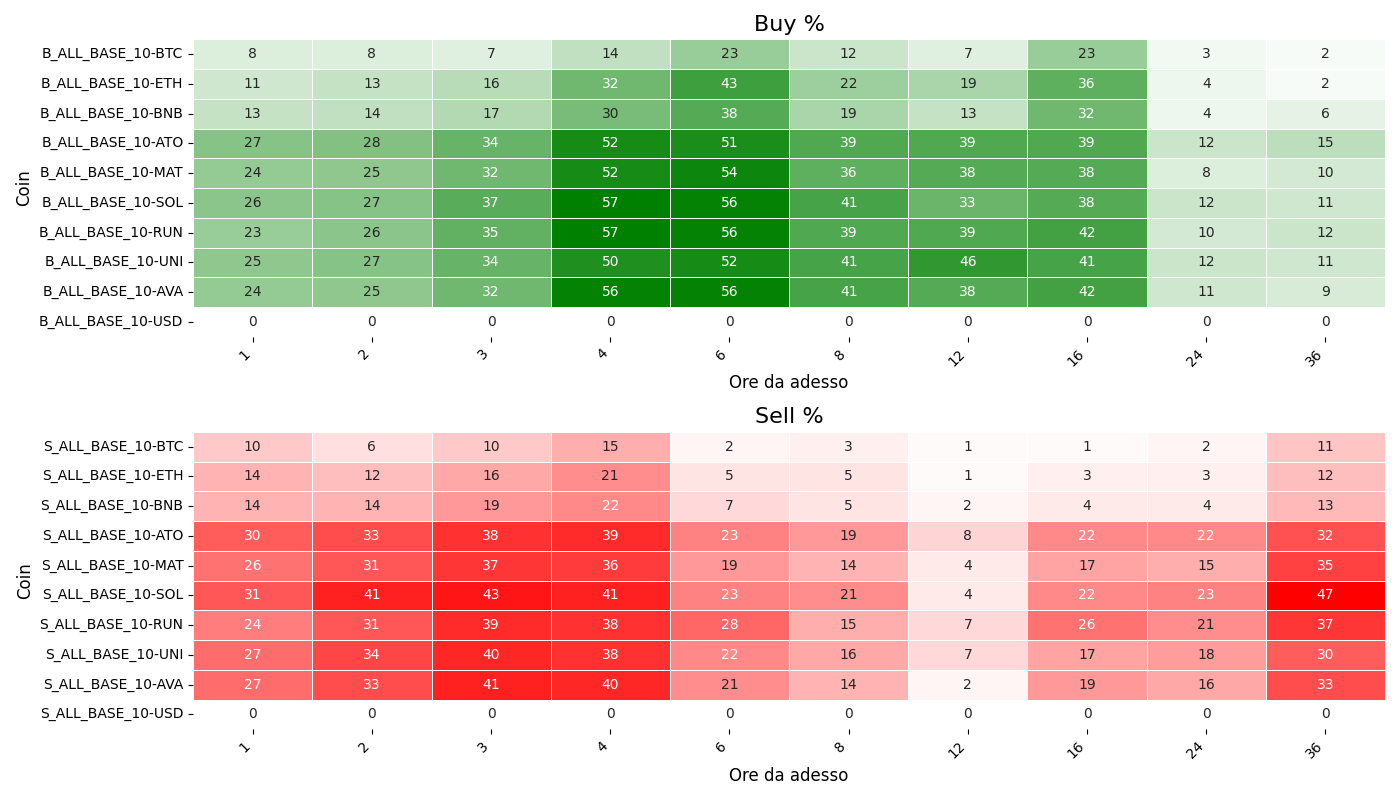 Buy %
Coin
B_ALL_BASE_10-BTC 8 8 7 14 23 12 7 23 3 2
B_ALL_BASE_10-ETH 11 13 16 32 43 22 19 36 4 2
B_ALL_BASE_10-BNB 13 14 17 30 38 19 13 32 4 6
B_ALL_BASE_10-ATO 27 28 34 52 51 39 39 39 12 15
B_ALL_BASE_10-MAT 24 25 32 52 54 36 38 38 8 10
B_ALL_BASE_10-SOL 26 27 37 57 56 41 33 38 12 11
B_ALL_BASE_10-RUN 23 26 35 57 56 39 39 42 10 12
B_ALL_BASE_10-UNI 25 27 34 50 52 41 46 41 12 11
B_ALL_BASE_10-AVA 24 25 32 56 56 41 38 42 11 9
B_ALL_BASE_10-USD 0 0 0 0 0 0 0 0 0 0
1 2 3 4 6 8 12 16 24 36
Ore da adesso
Sell %
Coin
S_ALL_BASE_10-BTC 10 6 10 15 2 3 1 1 2 11
S_ALL_BASE_10-ETH 14 12 16 21 5 5 1 3 3 12
S_ALL_BASE_10-BNB 14 14 19 22 7 5 2 4 4 13
S_ALL_BASE_10-ATO 30 33 38 39 23 19 8 22 22 32
S_ALL_BASE_10-MAT 26 31 37 36 19 14 4 17 15 35
S_ALL_BASE_10-SOL 31 41 43 41 23 21 4 22 23 47
S_ALL_BASE_10-RUN 24 31 39 38 28 15 7 26 21 37
S_ALL_BASE_10-UNI 27 34 40 38 22 16 7 17 18 30
S_ALL_BASE_10-AVA 27 33 41 40 21 14 2 19 16 33
S_ALL_BASE_10-USD 0 0 0 0 0 0 0 0 0 0
1 2 3 4 6 8 12 16 24 36
Ore da adesso